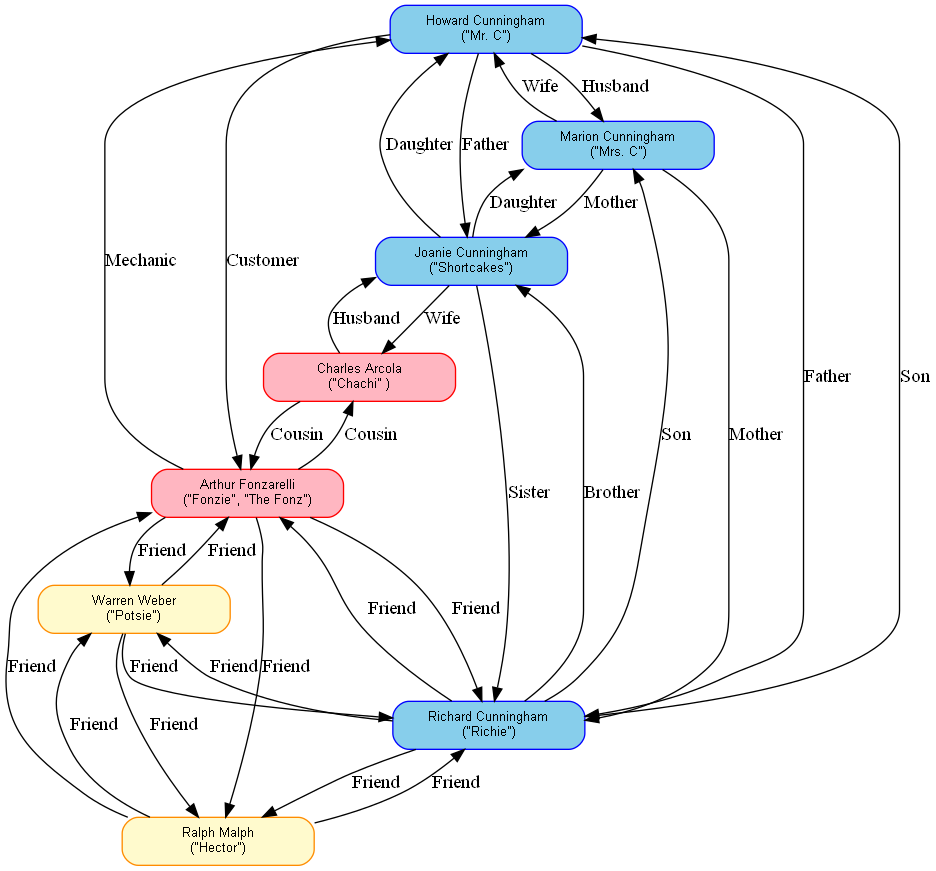 Howard Cunningham
("Mr. C")
Wife
Husband
Marion Cunningham
("Mrs. C")
Daughter
Father
Daughter
Mother
Joanie Cunningham
("Shortcakes")
Mechanic
Customer
Husband
Wife
Charles Arcola
("Chachi" )
Father
Son
Cousin
Cousin
Son
Mother
Arthur Fonzarelli
("Fonzie", "The Fonz")
Sister
Brother
Friend
Friend
Warren Weber
("Potsie")
Friend
Friend
Friend
Friend
Friend
Friend
Friend
Friend
Richard Cunningham
("Richie")
Friend
Friend
Ralph Malph
("Hector")